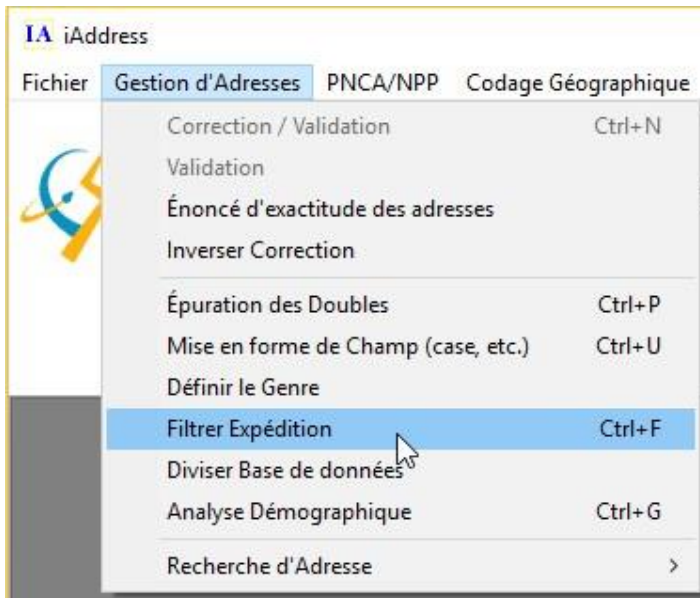 IA iAddress
Fichier Gestion d'Adresses PNCA/NPP Codage Géographique
Correction / Validation Ctrl+N
Validation
Énoncé d'exactitude des adresses
Inverser Correction
Épuration des Doubles Ctrl+P
Mise en forme de Champ (case, etc.) Ctrl+U
Définir le Genre
Filtrer Expédition Ctrl+F
Diviser Base de données
Analyse Démographique Ctrl+G
Recherche d'Adresse >